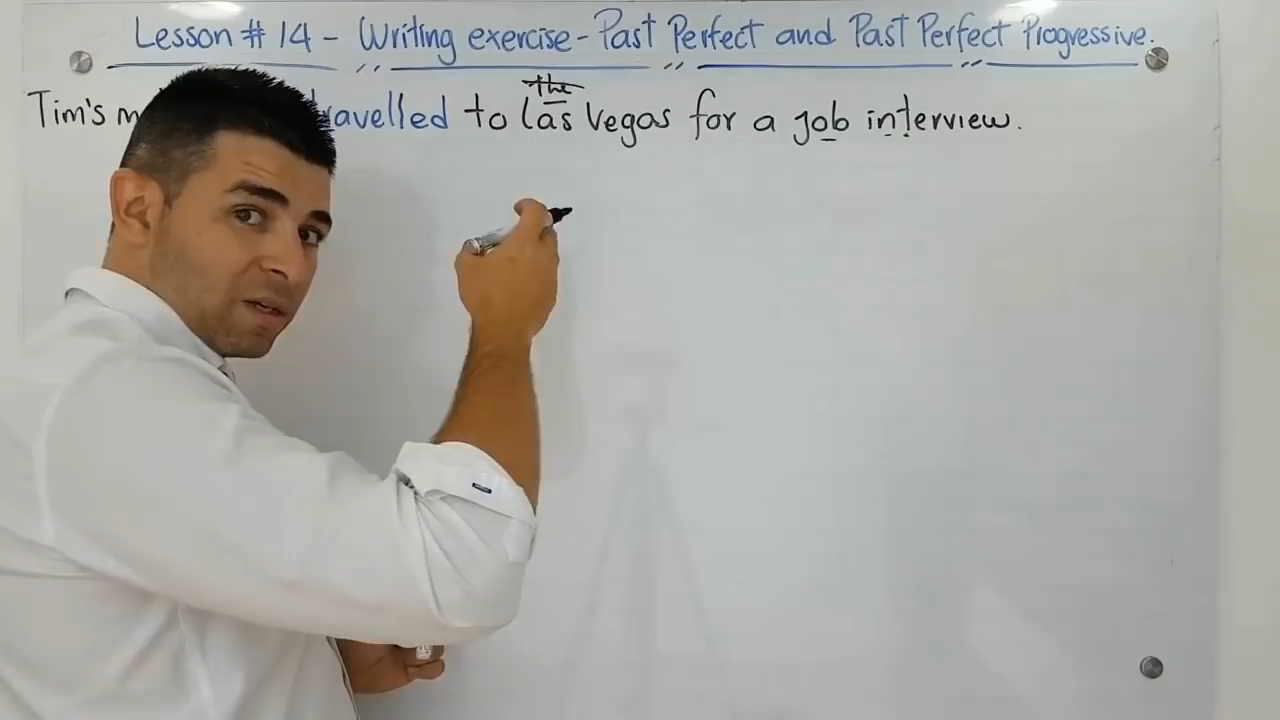 Lesson # 14 - Writing exercise - Past Perfect and Past Perfect Progressive.
the
Tim's travelled to las Vegas for a job interview.